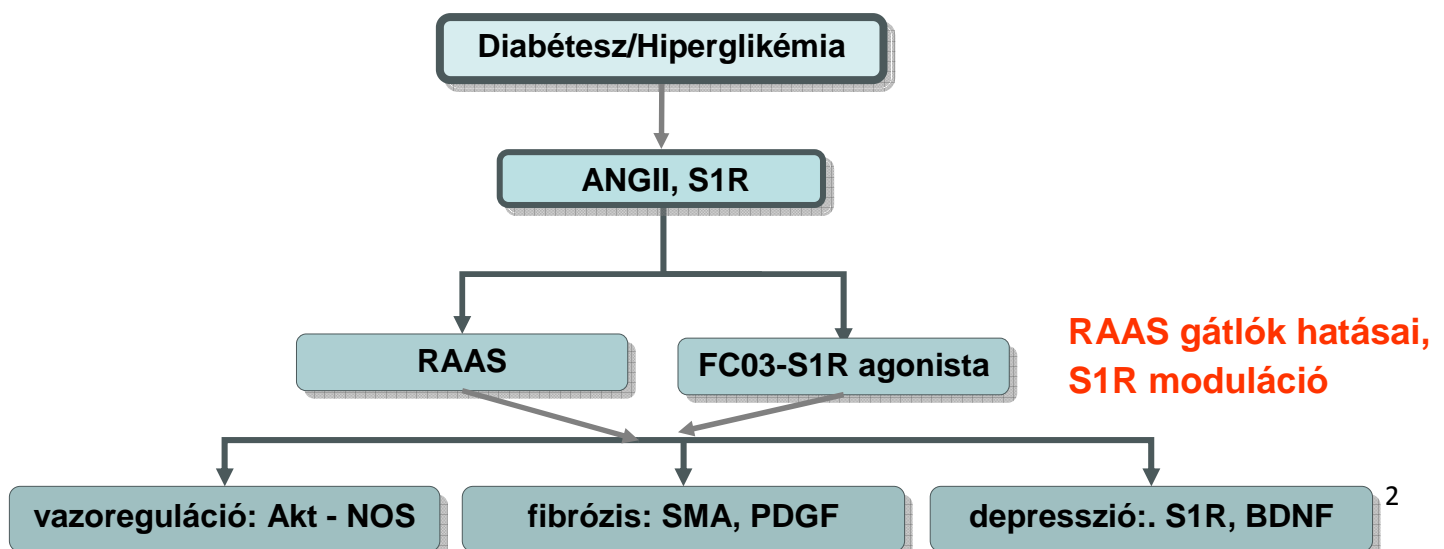 Diabétesz/Hiperglikémia
ANGII, S1R
RAAS
FC03-S1R agonista
RAAS gátlók hatásai,
S1R moduláció
vazoreguláció: Akt - NOS
fibrózis: SMA, PDGF
depresszió:. S1R, BDNF
2